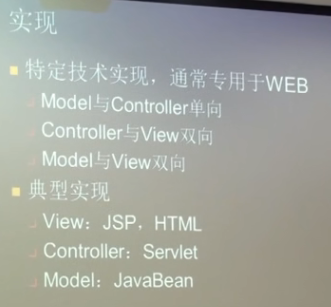 实现
特定技术实现，通常专用于WEB
Model与Controller单向
Controller与View双向
Model与View双向
典型实现
View：JSP，HTML
Controller：Servlet
Model：JavaBean